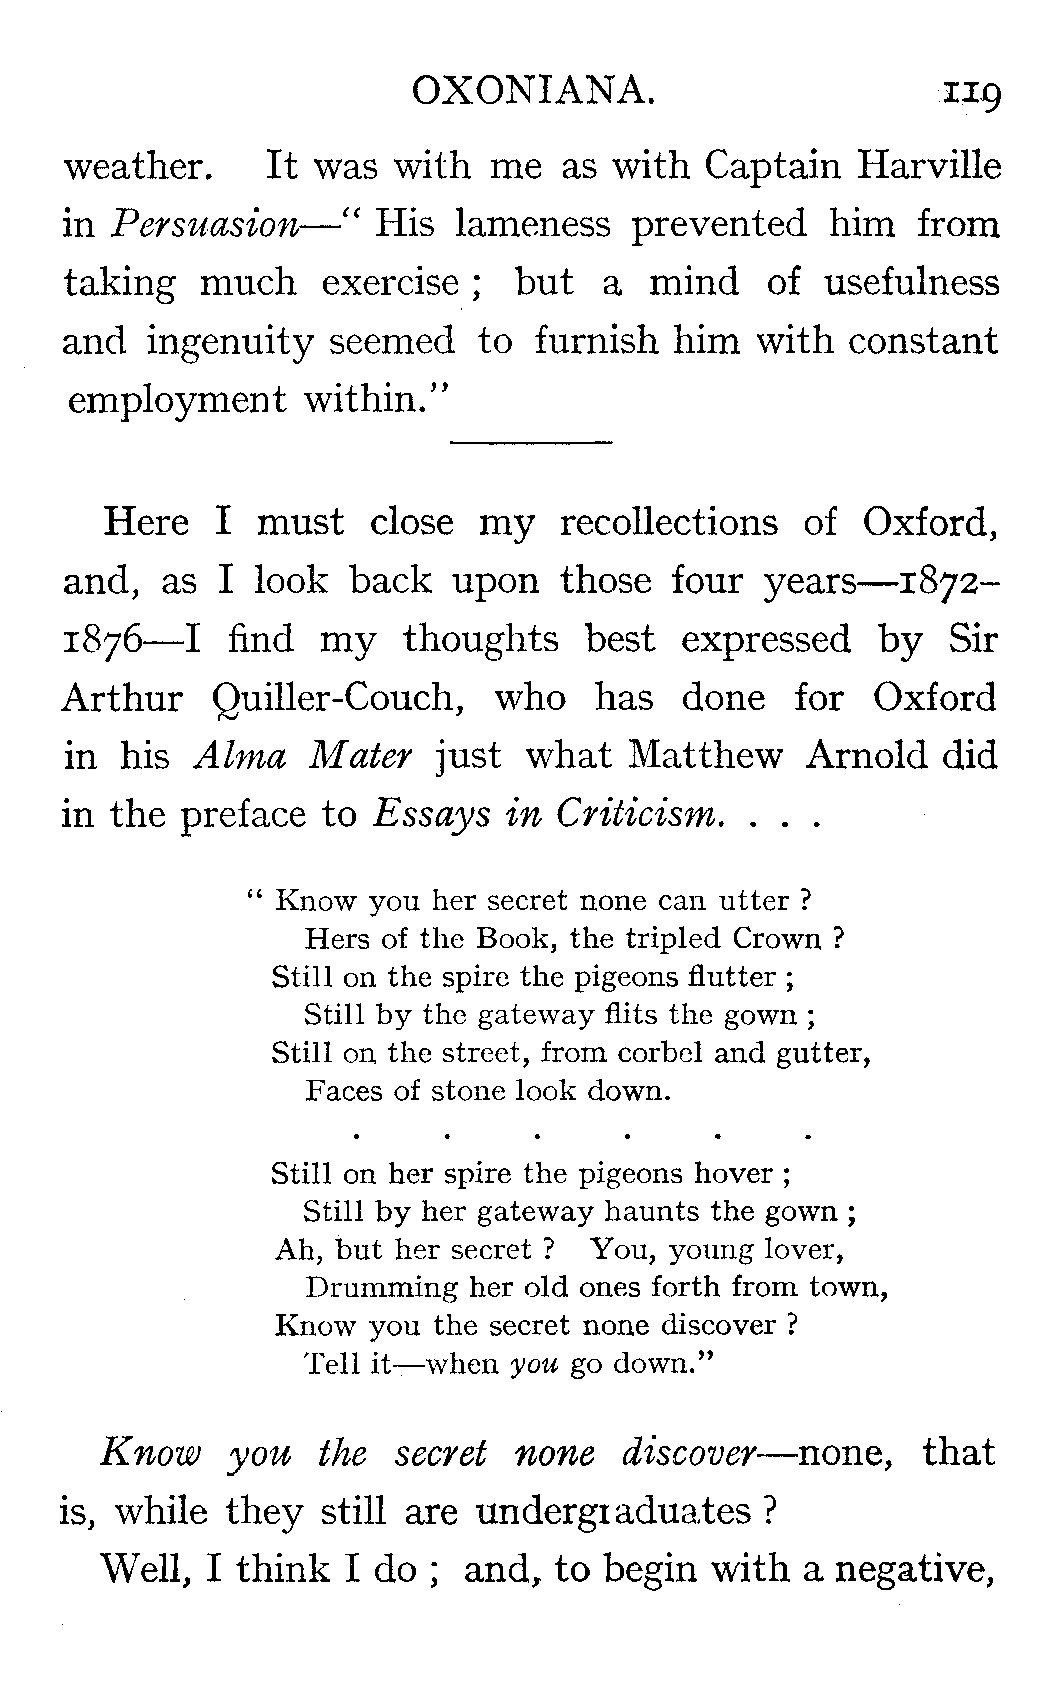 OXONIANA. 119
weather. It was with me as with Captain Harville
in Persuasion—" His lameness prevented him from
taking much exercise ; but a mind of usefulness
and ingenuity seemed to furnish him with constant
employment within."
Here I must close my recollections of Oxford,
and, as I look back upon those four years—1872–
1876—I find my thoughts best expressed by Sir
Arthur Quiller-Couch, who has done for Oxford
in his Alma Mater just what Matthew Arnold did
in the preface to Essays in Criticism. . . .
" Know you her secret none can utter ?
Hers of the Book, the tripled Crown ?
Still on the spire the pigeons flutter ;
Still by the gateway flits the gown ;
Still on the street, from corbel and gutter,
Faces of stone look down.
. . . . . .
Still on her spire the pigeons hover ;
Still by her gateway haunts the gown ;
Ah, but her secret ? You, young lover,
Drumming her old ones forth from town,
Know you the secret none discover ?
Tell it—when you go down."
Know you the secret none discover—none, that
is, while they still are undergraduates ?
Well, I think I do ; and, to begin with a negative,